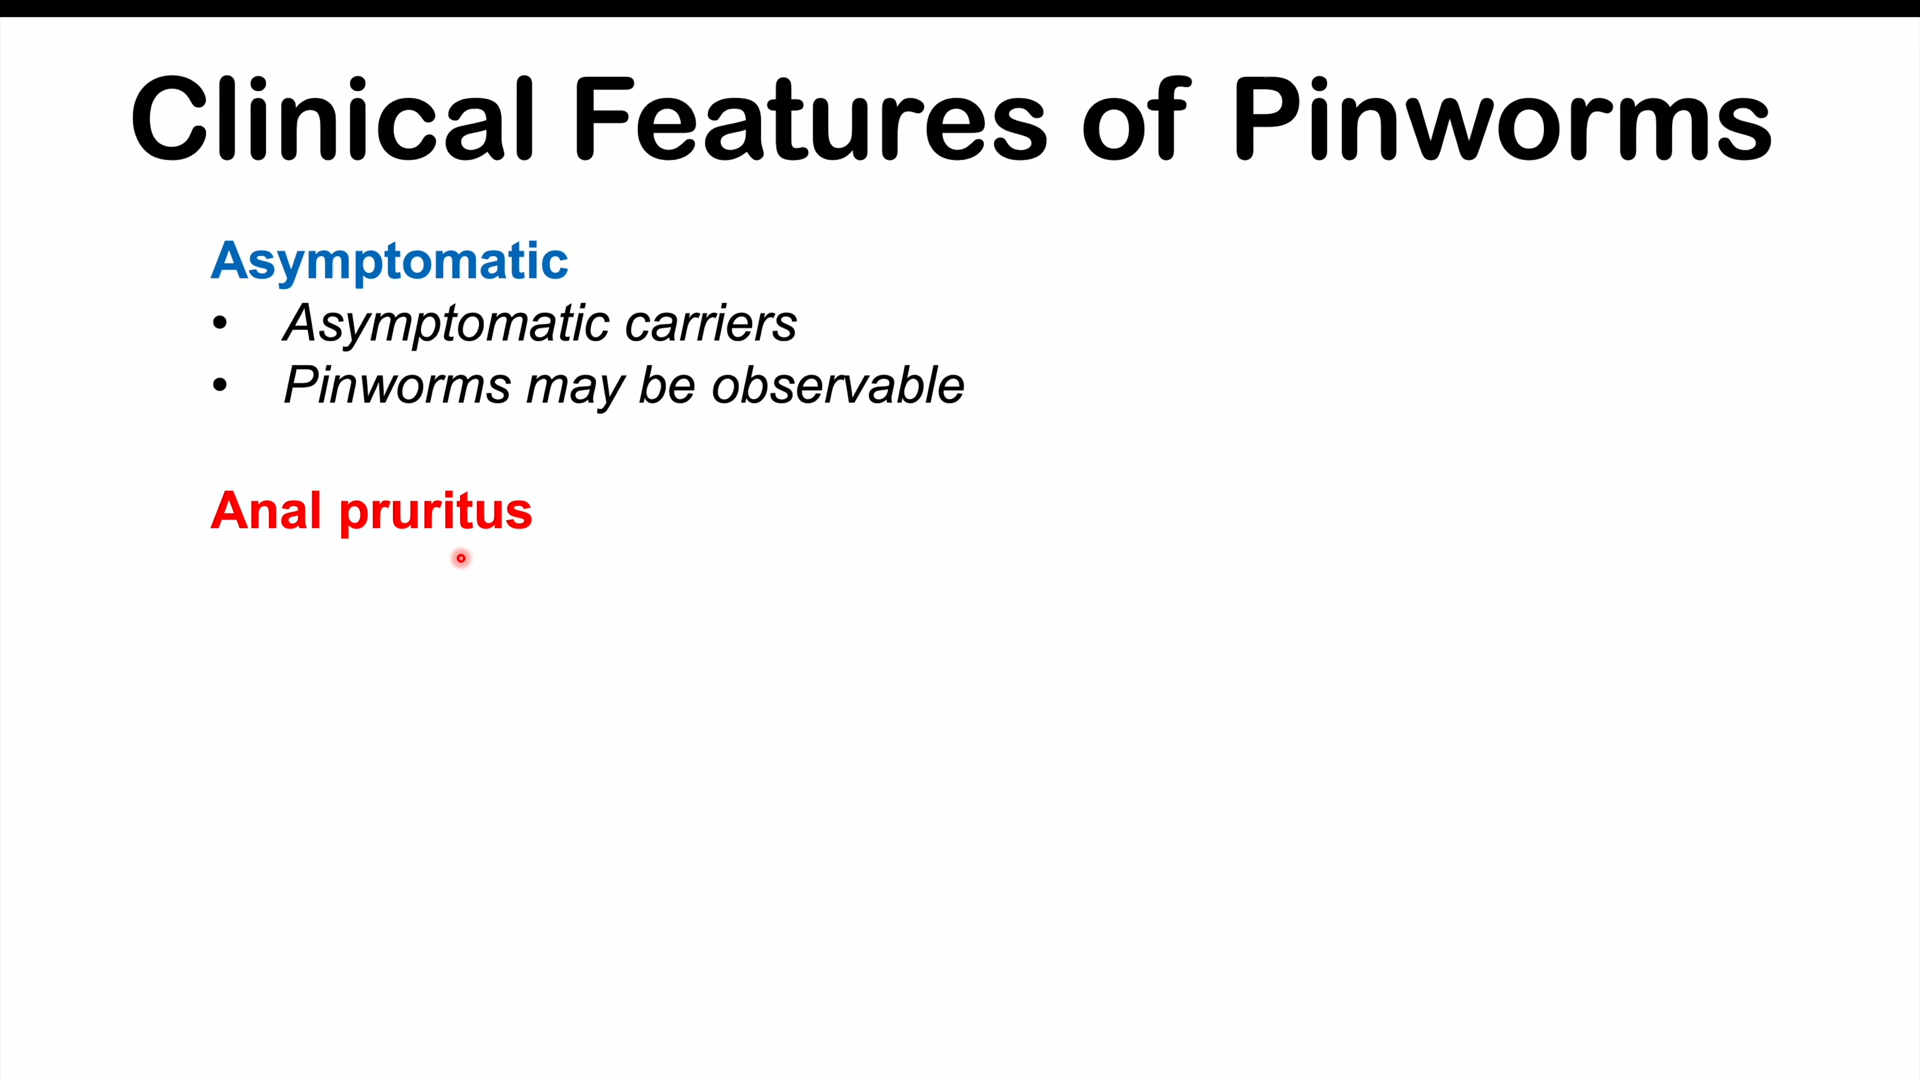 Clinical Features of Pinworms
Asymptomatic
• Asymptomatic carriers
• Pinworms may be observable
Anal pruritus